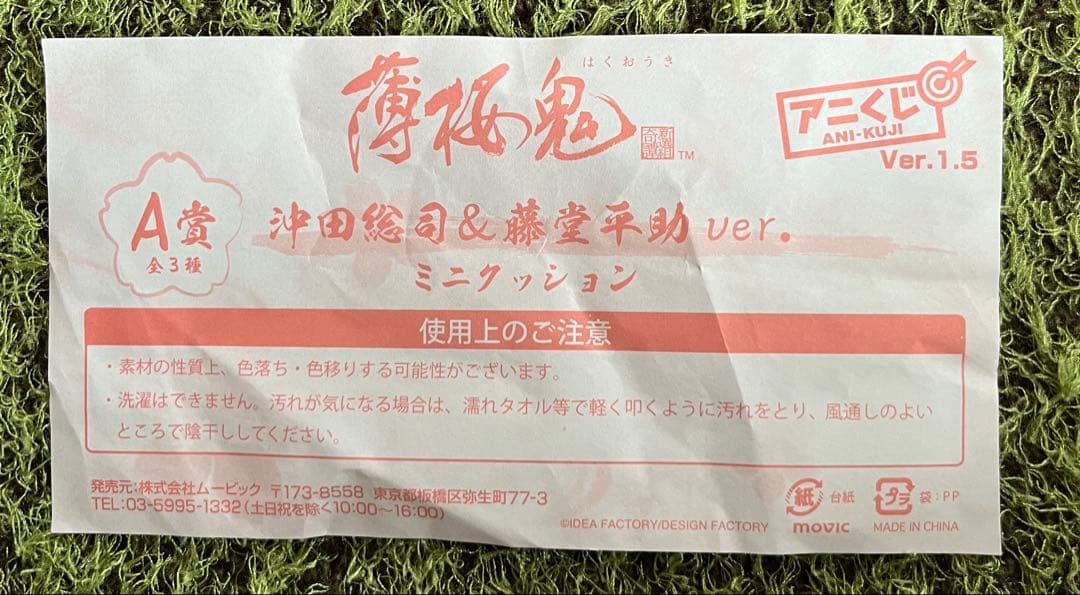 はくおうき
薄桜鬼 新選組奇譚 TM
アニくじ
ANI-KUJI
Ver.1.5
A賞
全3種
沖田総司&藤堂平助 ver.
ミニクッション
使用上のご注意
・素材の性質上、色落ち・色移りする可能性がございます。
・洗濯はできません。汚れが気になる場合は、濡れタオル等で軽く叩くように汚れをとり、風通しのよい
ところで陰干ししてください。
発売元:株式会社ムービック 〒173-8558 東京都板橋区弥生町77-3
TEL:03-5995-1332(土日祝を除く10:00~16:00)
©IDEA FACTORY/DESIGN FACTORY
紙 台紙
プラ 袋:PP
movic
MADE IN CHINA